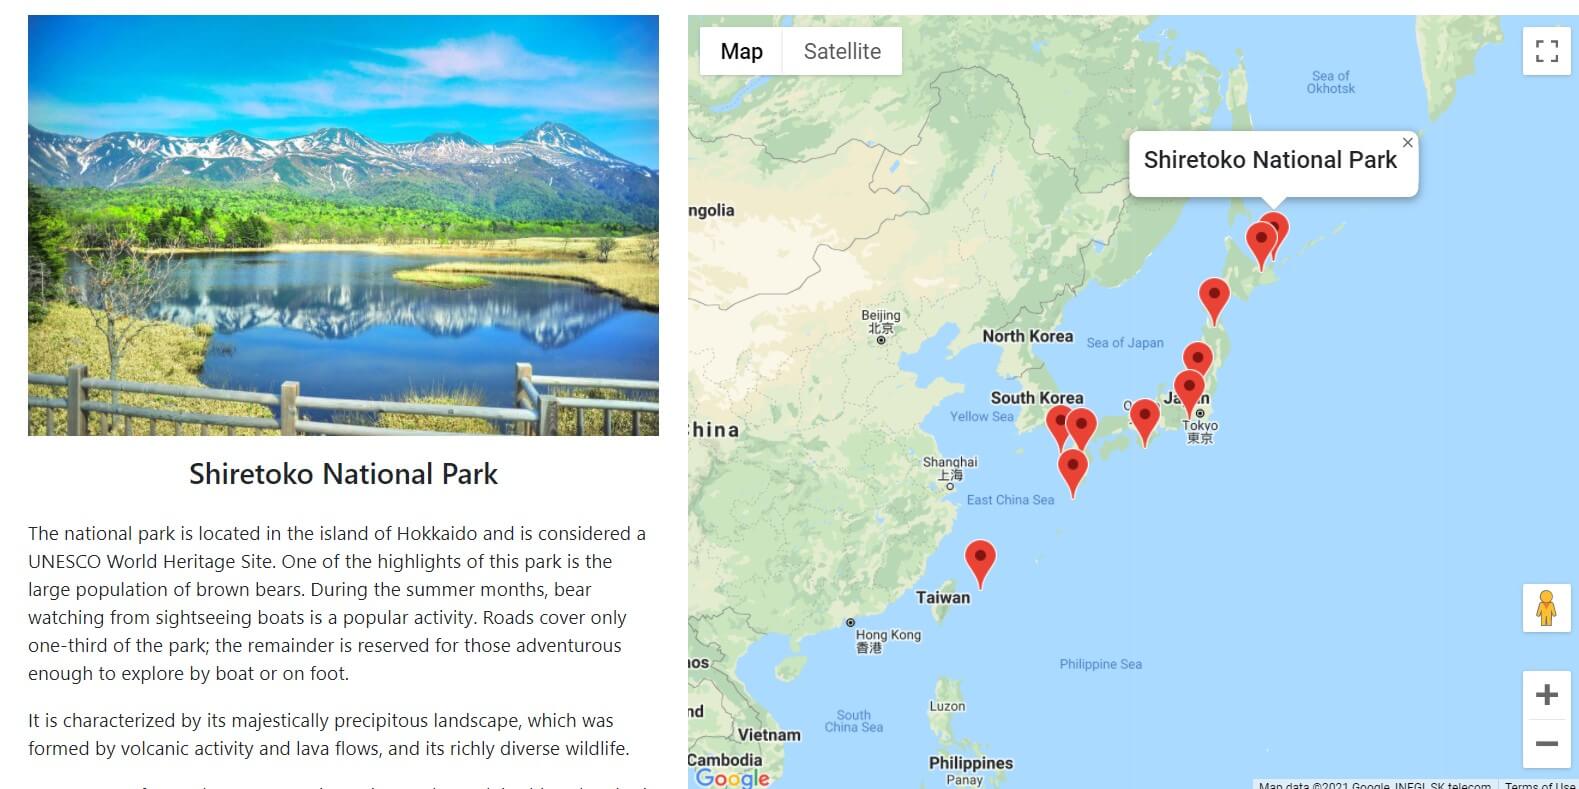 Shiretoko National Park
The national park is located in the island of Hokkaido and is considered a
UNESCO World Heritage Site. One of the highlights of this park is the
large population of brown bears. During the summer months, bear
watching from sightseeing boats is a popular activity. Roads cover only
one-third of the park; the remainder is reserved for those adventurous
enough to explore by boat or on foot.
It is characterized by its majestically precipitous landscape, which was
formed by volcanic activity and lava flows, and its richly diverse wildlife.
Map
Satellite
Sea of
Okhotsk
Shiretoko National Park
×
ngolia
Beijing
北京
North Korea
Sea of Japan
South Korea
Yellow Sea
Tokyo
東京
hina
Shanghai
上海
East China Sea
Taiwan
Hong Kong
香港
Philippine Sea
aos
nd
South
China Sea
Luzon
Vietnam
Cambodia
Philippines
Panay
Google
Map data ©2021 Google, INEGI, SK telecom
Terms of Use